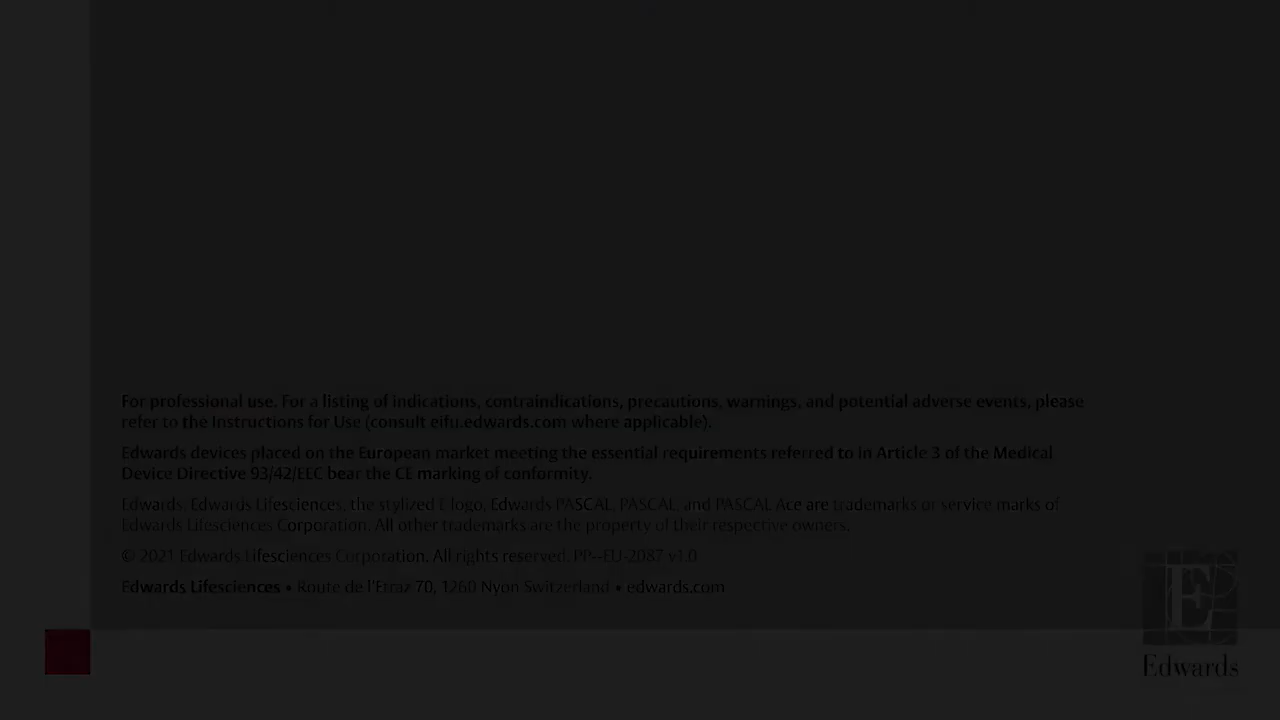 For professional use. For a listing of indications, contraindications, precautions, warnings, and potential adverse events, please
refer to the Instructions for Use (consult eifu.edwards.com where applicable).
Edwards devices placed on the European market meeting the essential requirements referred to in Article 3 of the Medical
Device Directive 93/42/EEC bear the CE marking of conformity.
Edwards, Edwards Lifesciences, the stylized E logo, Edwards PASCAL, PASCAL, and PASCAL Ace are trademarks or service marks of
Edwards Lifesciences Corporation. All other trademarks are the property of their respective owners.
© 2021 Edwards Lifesciences Corporation. All rights reserved. PP--EU-2087 v1.0
Edwards Lifesciences • Route de l'Etraz 70, 1260 Nyon Switzerland • edwards.com
E
Edwards